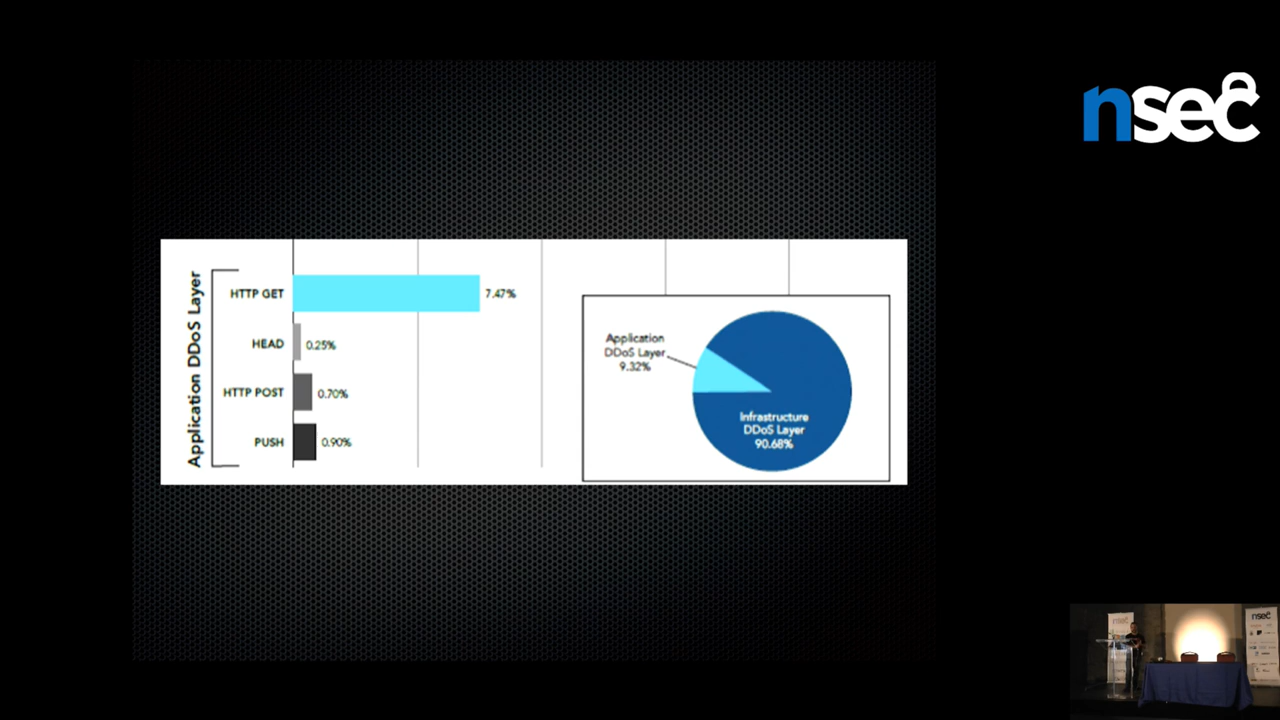 nsec
Application DDoS Layer
HTTP GET
7.47%
HEAD
0.25%
HTTP POST
0.70%
PUSH
0.90%
Application
DDoS Layer
9.32%
Infrastructure
DDoS Layer
90.68%
nsec